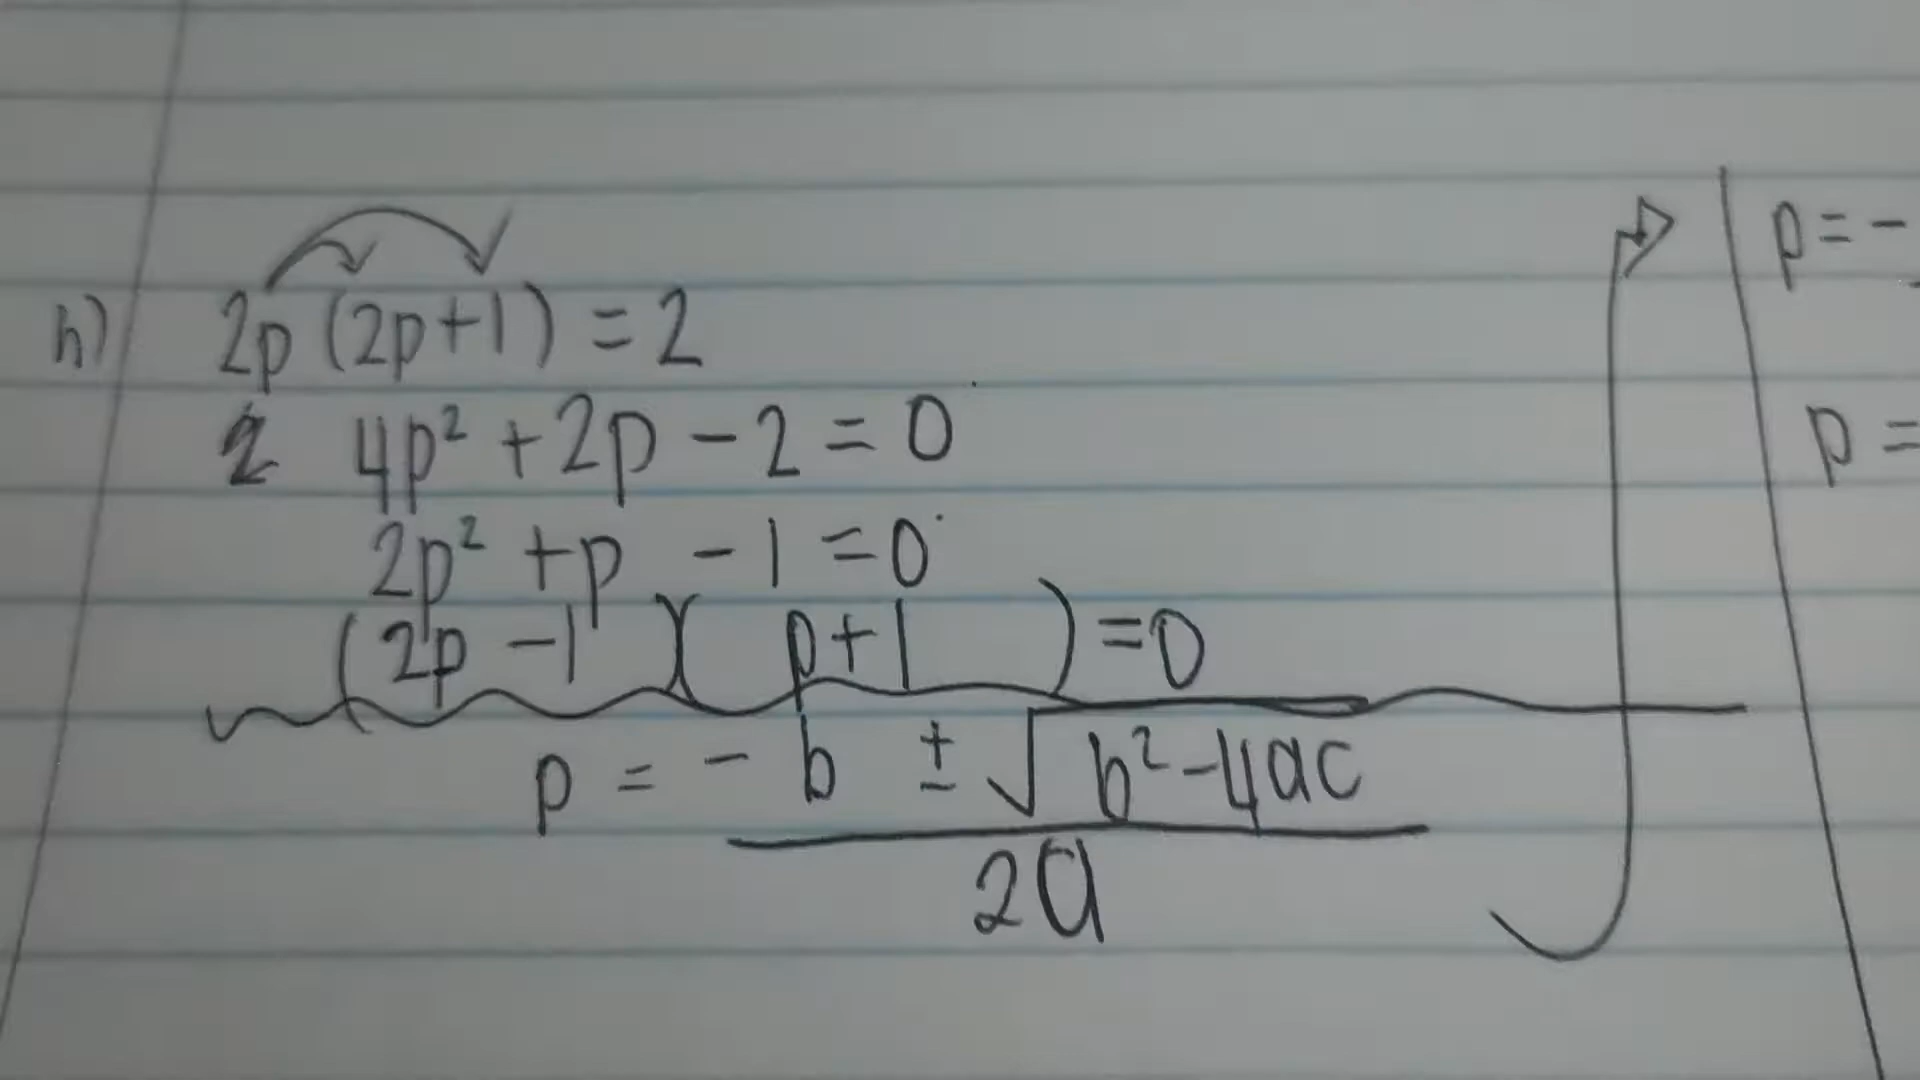 h) 2p (2p+1) = 2
4p² + 2p - 2 = 0
2p² + p - 1 = 0
(2p - 1)(p+1) = 0
p = - b ± √b²-4ac
2a
p = -
p =